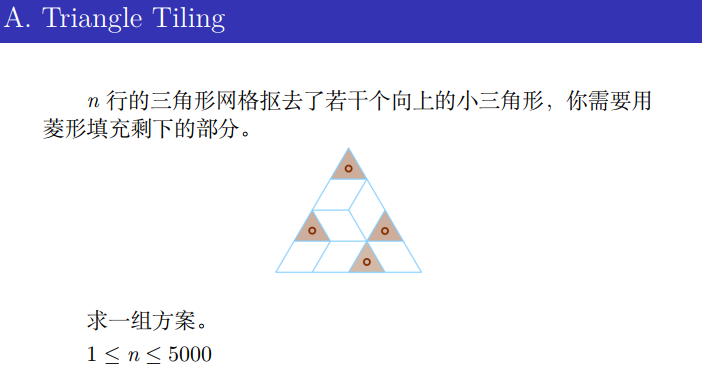 A. Triangle Tiling
n 行的三角形网格抠去了若干个向上的小三角形，你需要用
菱形填充剩下的部分。
求一组方案。
1 ≤ n ≤ 5000